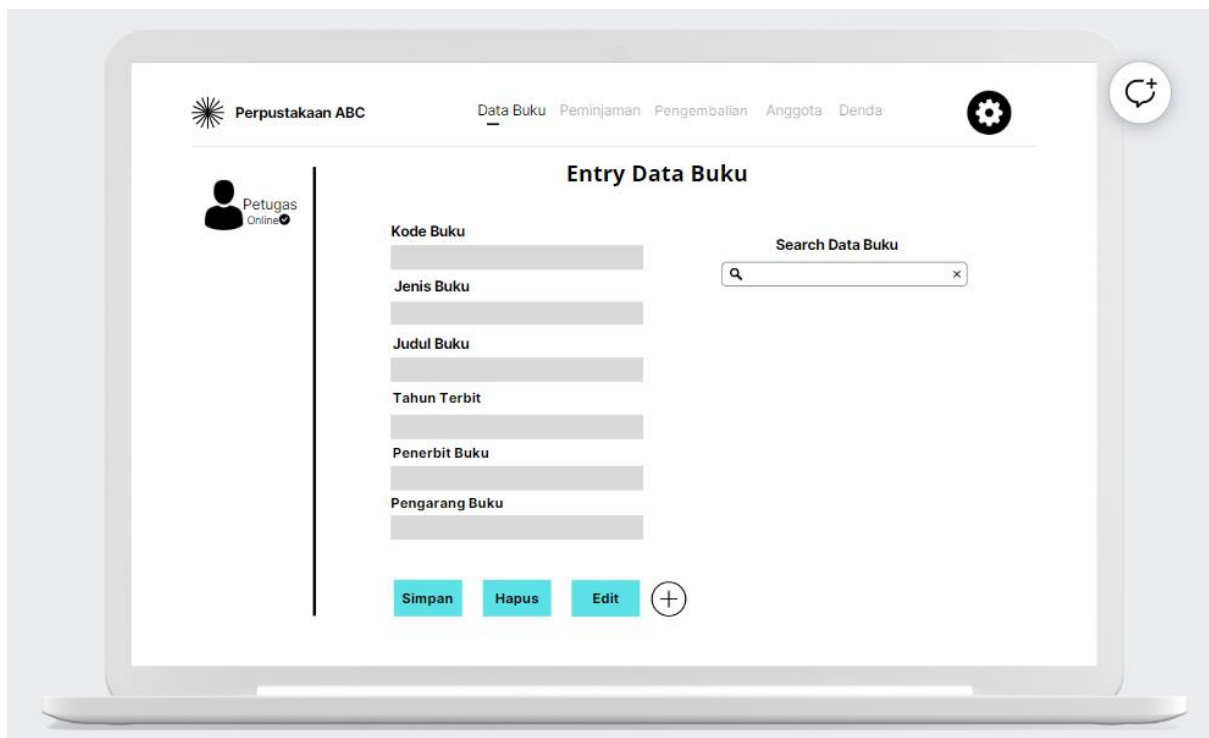 Perpustakaan ABC
Data Buku Peminjaman Pengembalian Anggota Denda
Entry Data Buku
Petugas
Online
Kode Buku
Search Data Buku
Jenis Buku
Judul Buku
Tahun Terbit
Penerbit Buku
Pengarang Buku
Simpan Hapus Edit